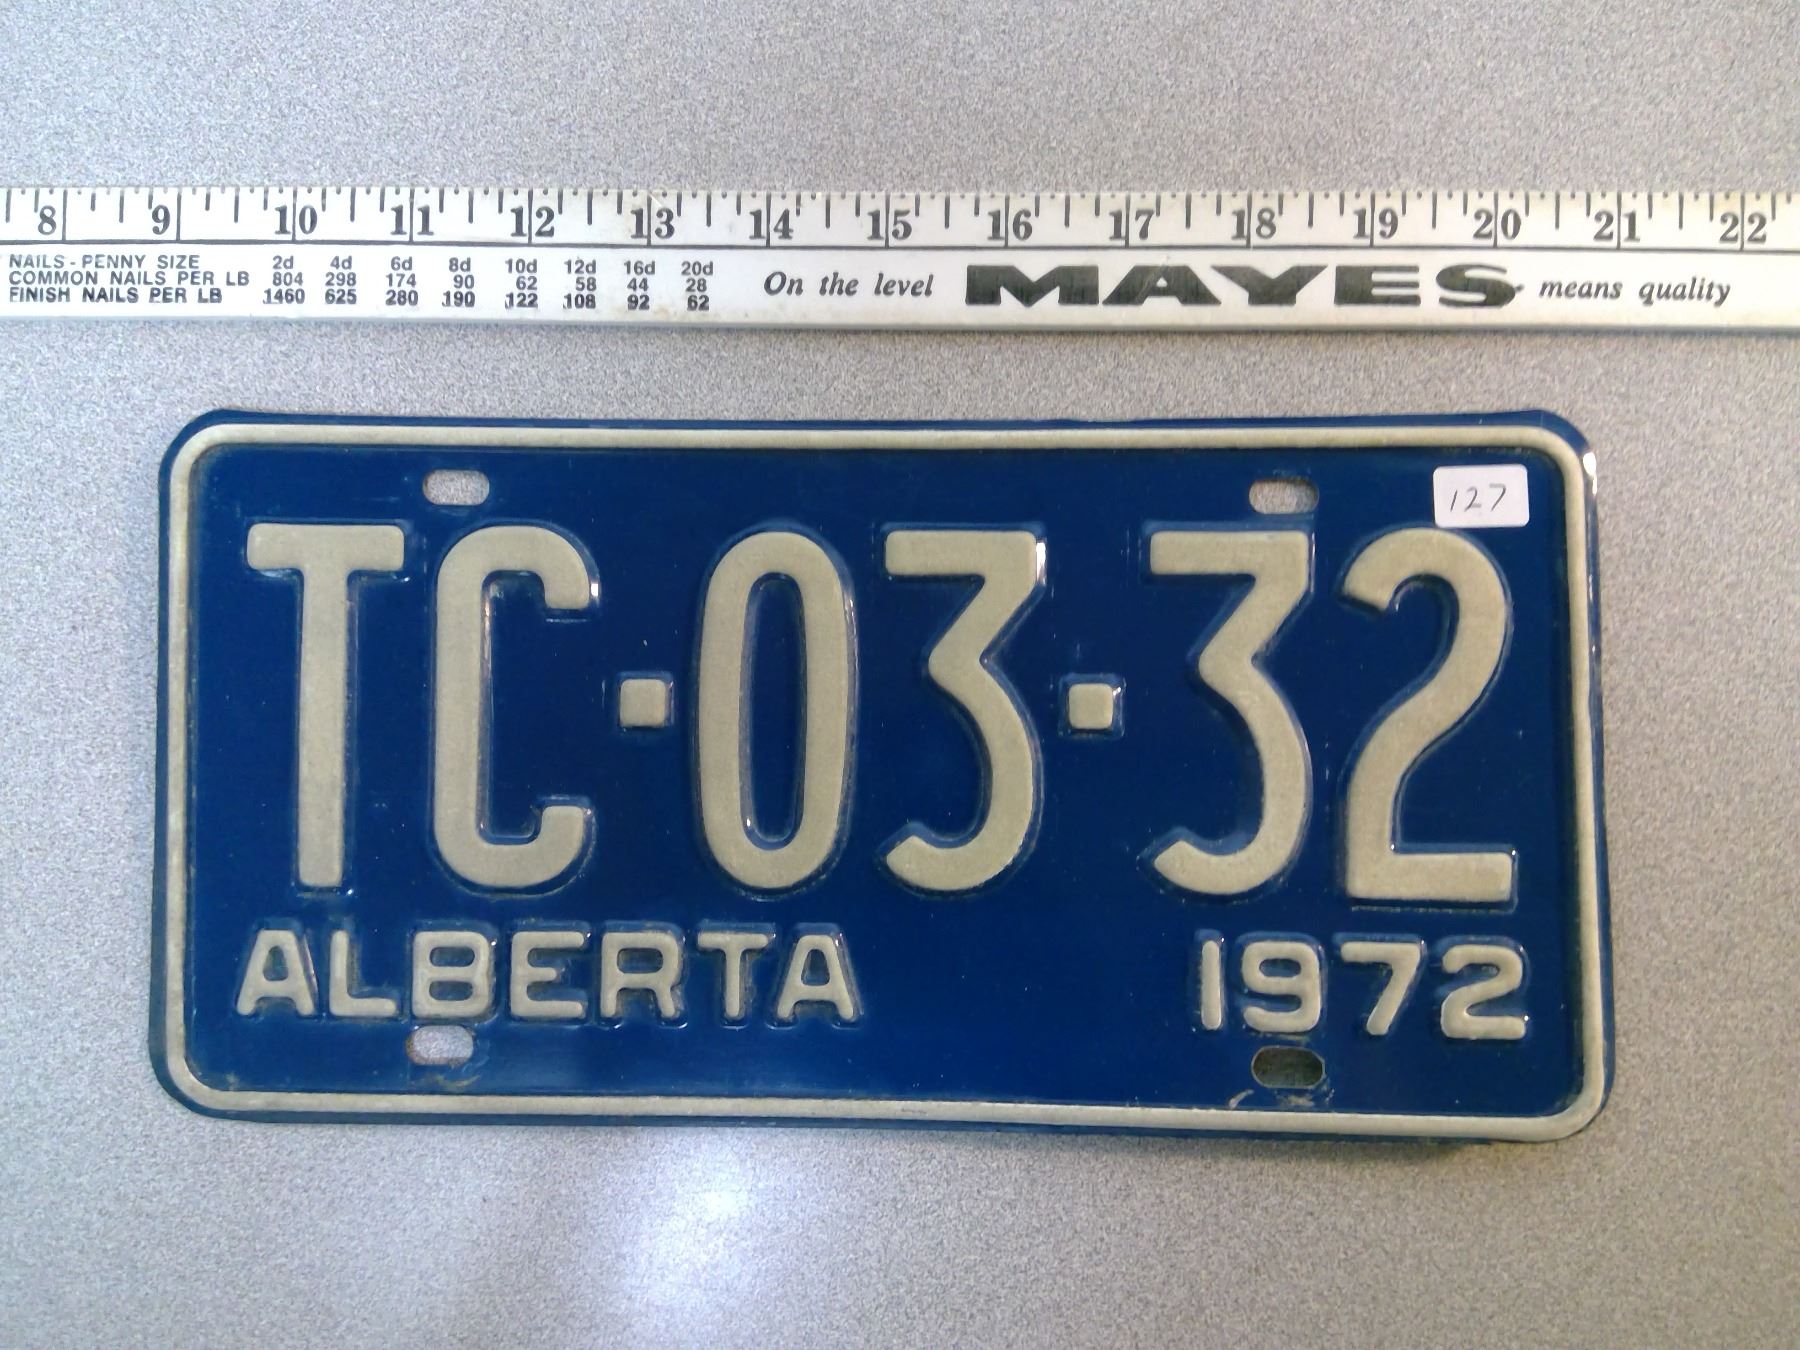 8 9 10 11 12 13 14 15 16 17 18 19 20 21 22
NAILS - PENNY SIZE 2d 4d 6d 8d 10d 12d 16d 20d
COMMON NAILS PER LB 804 298 174 90 62 58 44 28
FINISH NAILS PER LB 1460 625 280 190 122 108 92 62
On the level MAYES means quality
127
TC·03·32
ALBERTA 1972